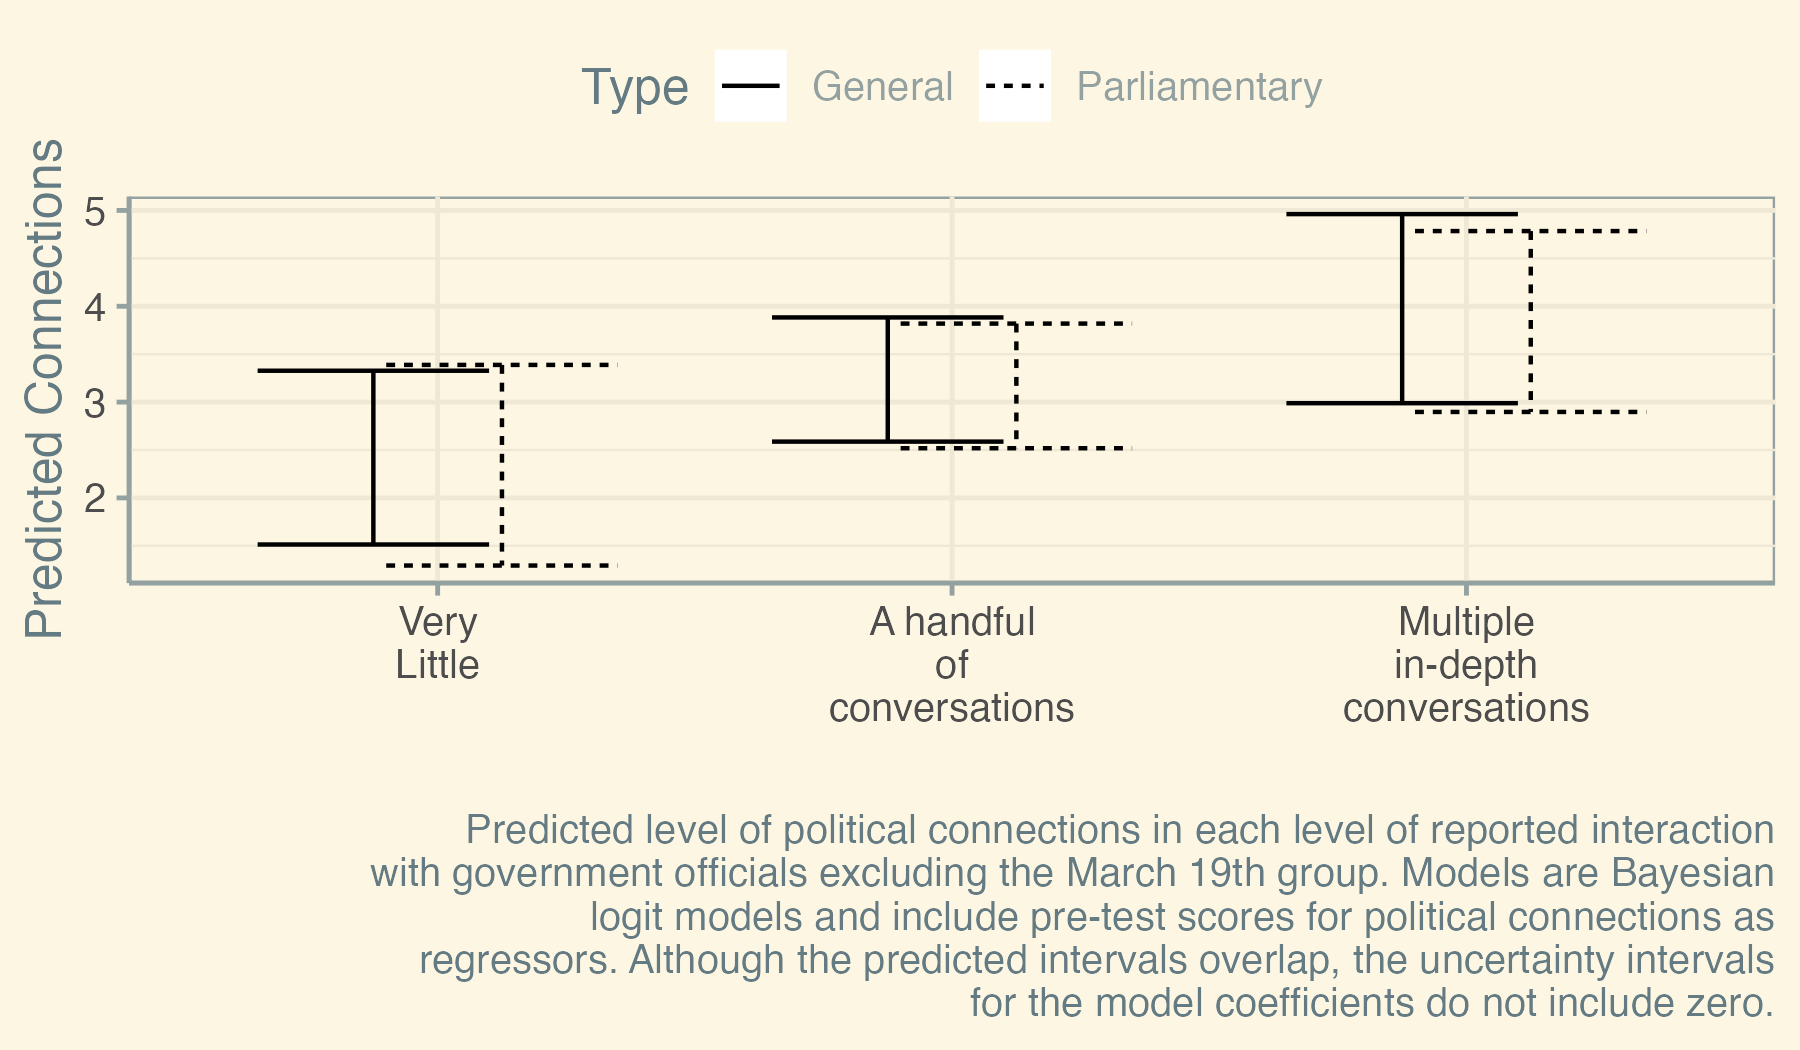 Type General Parliamentary
Predicted Connections
5
4
3
2
Very
Little
A handful
of
conversations
Multiple
in-depth
conversations
Predicted level of political connections in each level of reported interaction
with government officials excluding the March 19th group. Models are Bayesian
logit models and include pre-test scores for political connections as
regressors. Although the predicted intervals overlap, the uncertainty intervals
for the model coefficients do not include zero.